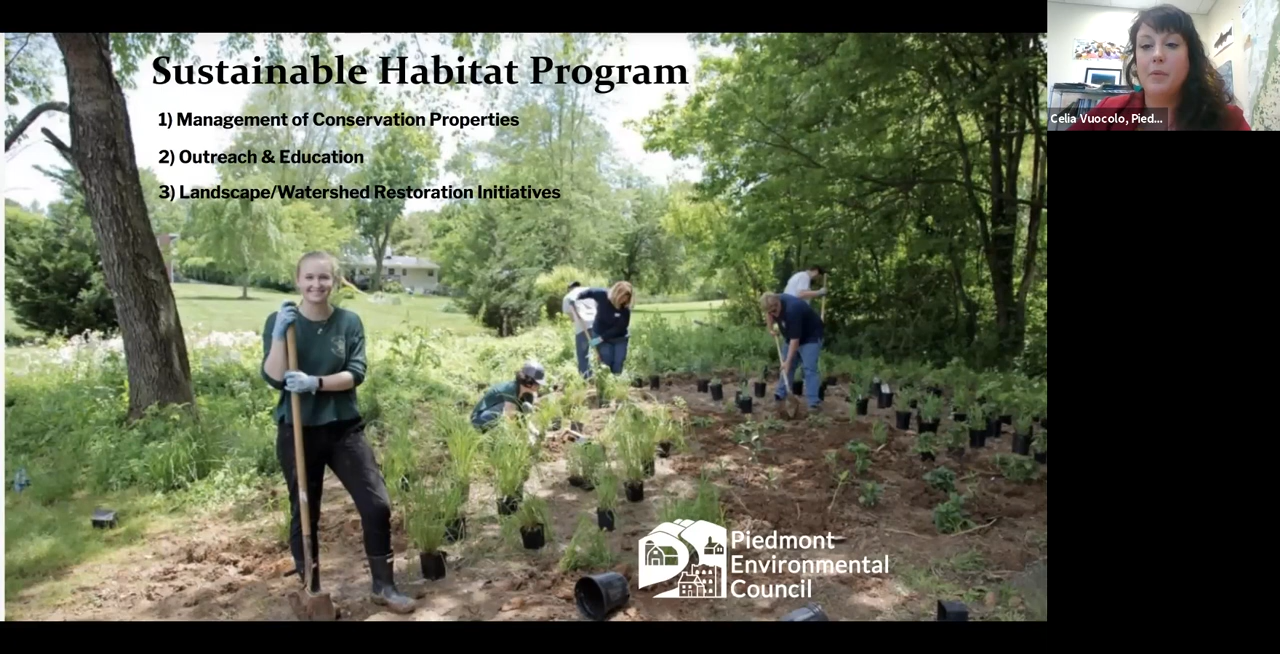 Sustainable Habitat Program
1) Management of Conservation Properties
2) Outreach & Education
3) Landscape/Watershed Restoration Initiatives
Piedmont
Environmental
Council
Celia Vuocolo, Pied...